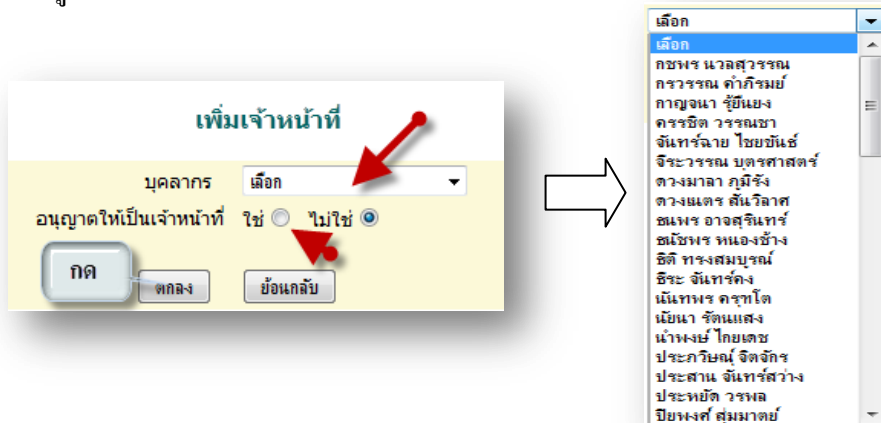 เพิ่มเจ้าหน้าที่
บุคลากร เลือก
อนุญาตให้เป็นเจ้าหน้าที่ ใช่ ไม่ใช่
กด
ตกลง ย้อนกลับ
เลือก
เลือก
กชพร นวลสุวรรณ
กรวรรณ คำภิรมย์
กาญจนา รู้ยืนยง
ครรชิต วรรณชา
จันทร์ฉาย ไชยขันธ์
จีระวรรณ บุตรศาสตร์
ดวงมาลา ภูมิรัง
ดวงเนตร สันวิลาศ
ธนพร อาจสุรินทร์
ธนัชพร หนองช้าง
ธิติ ทรงสมบูรณ์
ธีระ จันทร์คง
นันทพร ครุฑโต
นัยนา รัตนแสง
นำพงษ์ ไกยเดช
ประภวิษณุ์ จิตจักร
ประสาน จันทร์สว่าง
ประหยัด วรพล
ปิยพงศ์ สุ่มมาตย์